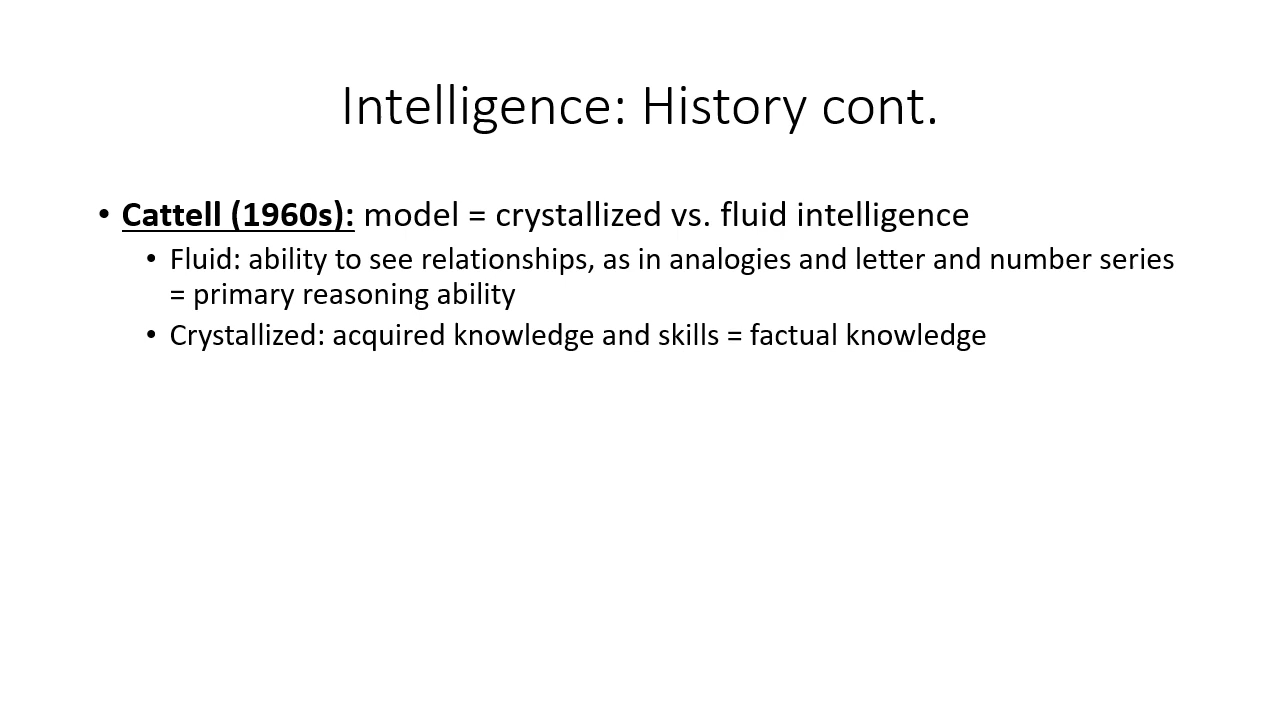 Intelligence: History cont.
• Cattell (1960s): model = crystallized vs. fluid intelligence
• Fluid: ability to see relationships, as in analogies and letter and number series
= primary reasoning ability
• Crystallized: acquired knowledge and skills = factual knowledge